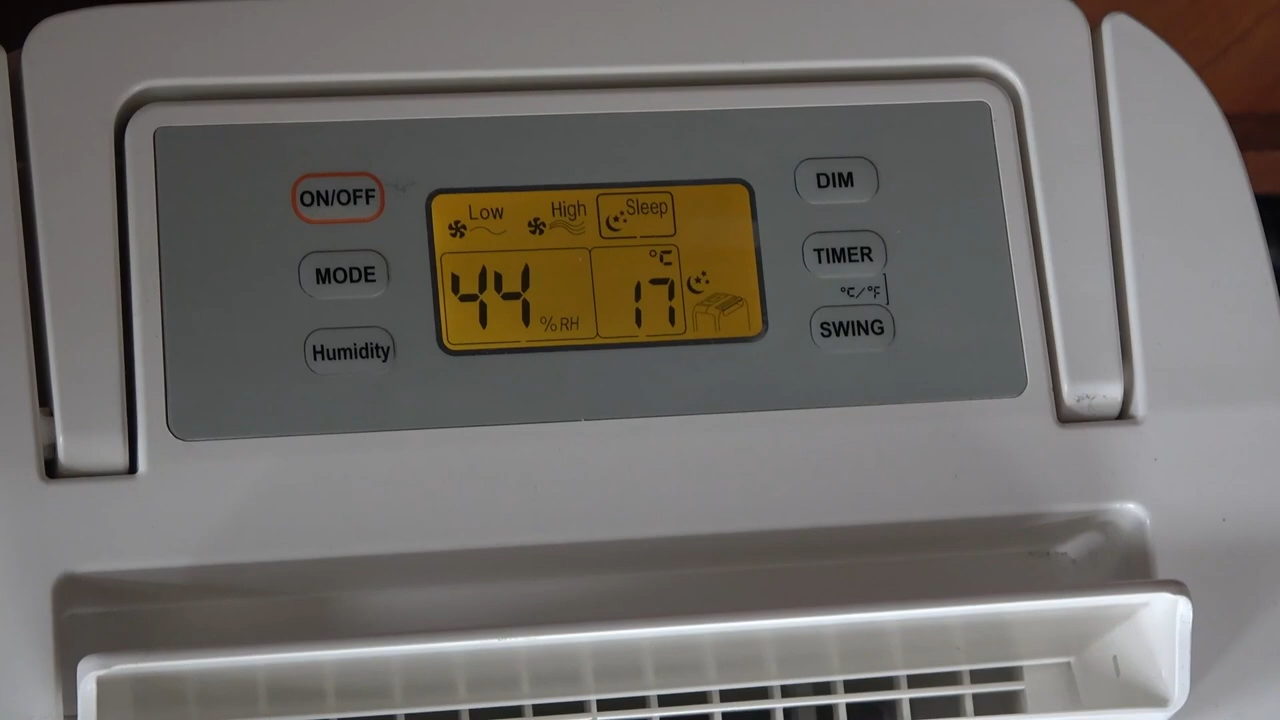 ON/OFF
MODE
Humidity
Low High Sleep
44 %RH
°C
17
DIM
TIMER
°C/°F
SWING